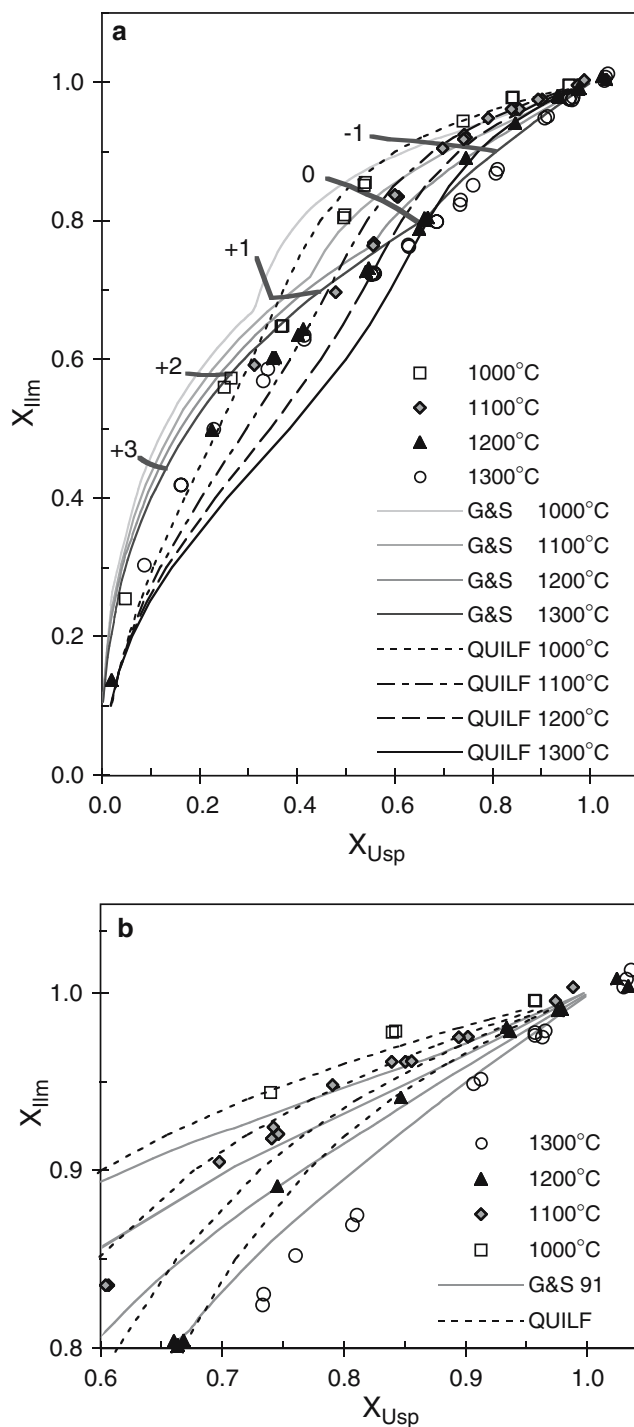 a
1.0
0.8
0.6
0.4
0.2
0.0
X_Ilm
-1
0
+1
+2
+3
1000°C
1100°C
1200°C
1300°C
G&S 1000°C
G&S 1100°C
G&S 1200°C
G&S 1300°C
QUILF 1000°C
QUILF 1100°C
QUILF 1200°C
QUILF 1300°C
0.0 0.2 0.4 0.6 0.8 1.0
X_Usp
b
1.0
0.9
0.8
X_Ilm
1300°C
1200°C
1100°C
1000°C
G&S 91
QUILF
0.6 0.7 0.8 0.9 1.0
X_Usp